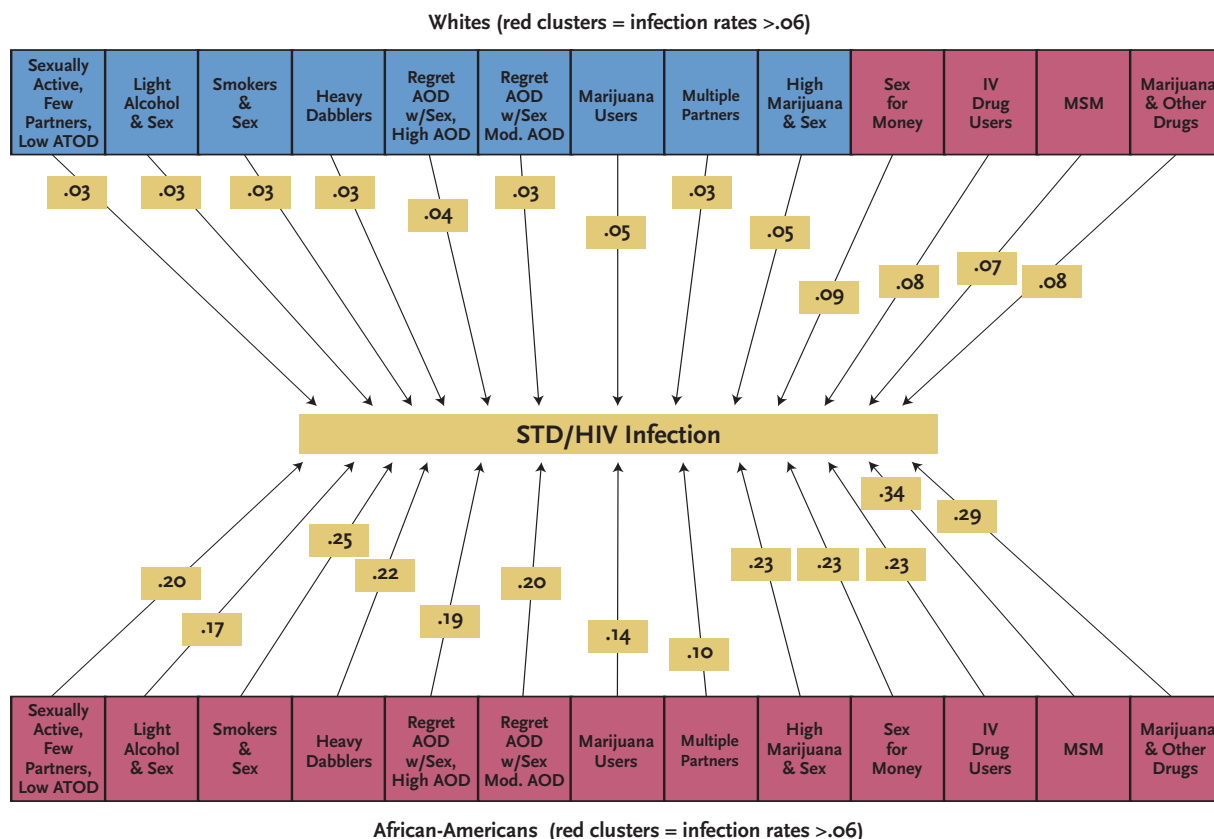 Whites (red clusters = infection rates >.06)
Sexually
Active,
Few
Partners,
Low ATOD
Light
Alcohol
& Sex
Smokers
&
Sex
Heavy
Dabblers
Regret
AOD
w/Sex,
High AOD
Regret
AOD
w/Sex
Mod. AOD
Marijuana
Users
Multiple
Partners
High
Marijuana
& Sex
Sex
for
Money
IV
Drug
Users
MSM
Marijuana
& Other
Drugs
.03
.03
.03
.03
.04
.03
.05
.03
.05
.09
.08
.07
.08
STD/HIV Infection
.20
.17
.25
.22
.19
.20
.14
.10
.23
.23
.23
.34
.29
Sexually
Active,
Few
Partners,
Low ATOD
Light
Alcohol
& Sex
Smokers
&
Sex
Heavy
Dabblers
Regret
AOD
w/Sex,
High AOD
Regret
AOD
w/Sex
Mod. AOD
Marijuana
Users
Multiple
Partners
High
Marijuana
& Sex
Sex
for
Money
IV
Drug
Users
MSM
Marijuana
& Other
Drugs
African-Americans (red clusters = infection rates >.06)